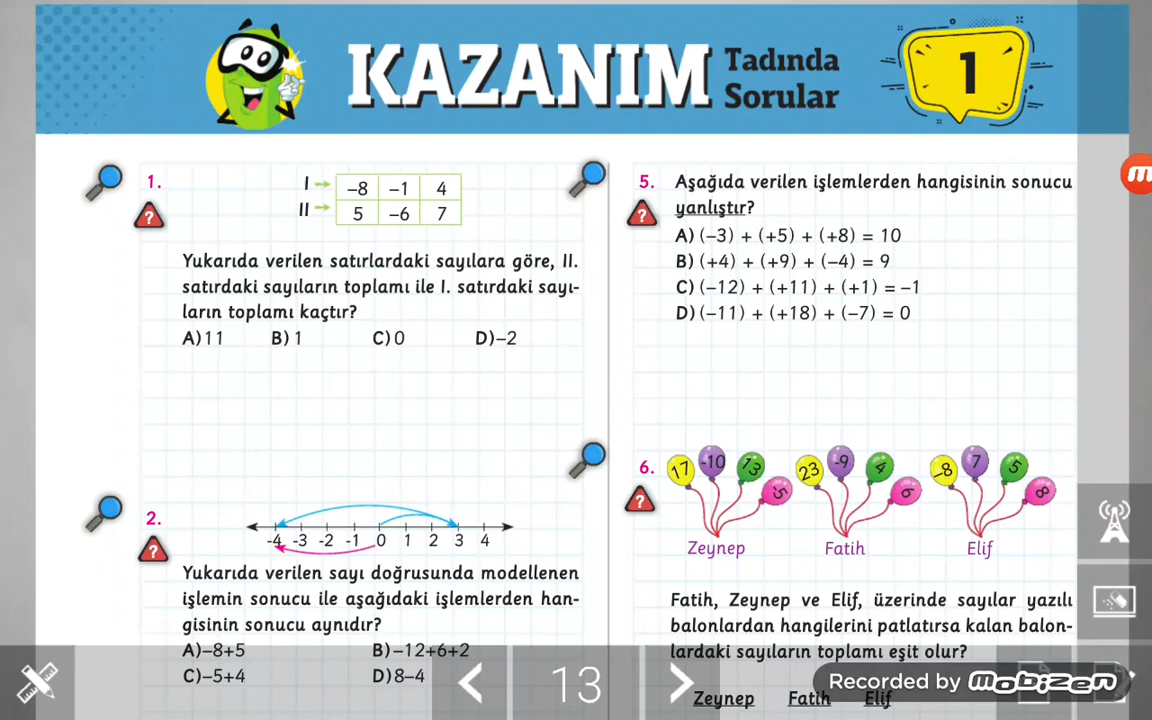 KAZANIM
Tadında
Sorular
1
1.
I
-8 -1 4
II
5 -6 7
Yukarıda verilen satırlardaki sayılara göre, II.
satırdaki sayıların toplamı ile I. satırdaki sayı-
ların toplamı kaçtır?
A) 11 B) 1 C) 0 D) -2
2.
-4 -3 -2 -1 0 1 2 3 4
Yukarıda verilen sayı doğrusunda modellenen
işlemin sonucu ile aşağıdaki işlemlerden han-
gisinin sonucu aynıdır?
A) -8+5 B) -12+6+2
C) -5+4 D) 8-4
5. Aşağıda verilen işlemlerden hangisinin sonucu
yanlıştır?
A) (-3) + (+5) + (+8) = 10
B) (+4) + (+9) + (-4) = 9
C) (-12) + (+11) + (+1) = -1
D) (-11) + (+18) + (-7) = 0
6.
17 -10 13 -5 23 -9 4 6 -8 7 5 8
Zeynep Fatih Elif
Fatih, Zeynep ve Elif, üzerinde sayılar yazılı
balonlardan hangilerini patlatırsa kalan balon-
lardaki sayıların toplamı eşit olur?
Zeynep Fatih Elif
13
Recorded by mobizen
m